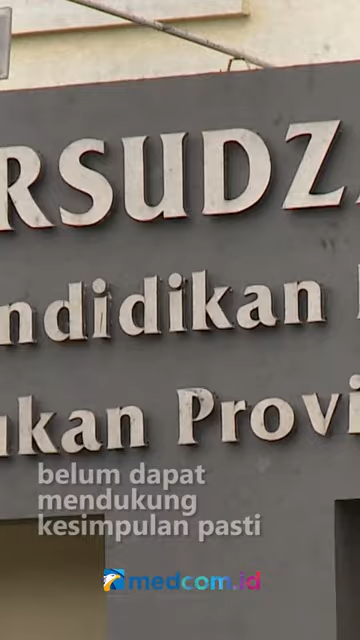 RSUDZA
ndidikan
ukan Provi
belum dapat
mendukung
kesimpulan pasti
medcom.id